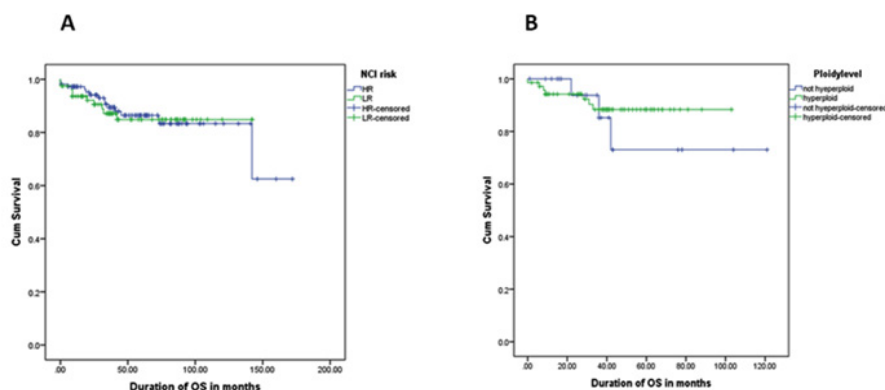 A
NCI risk
HR
LR
HR-censored
LR-censored
1.0
0.8
0.6
0.4
0.2
0.0
Cum Survival
.00
50.00
100.00
150.00
200.00
Duration of OS in months
B
Ploidylevel
not hyeperploid
hyperploid
not hyeperploid-censored
hyperploid-censored
1.0
0.8
0.6
0.4
0.2
0.0
Cum Survival
.00
20.00
40.00
60.00
80.00
100.00
120.00
Duration of OS in months